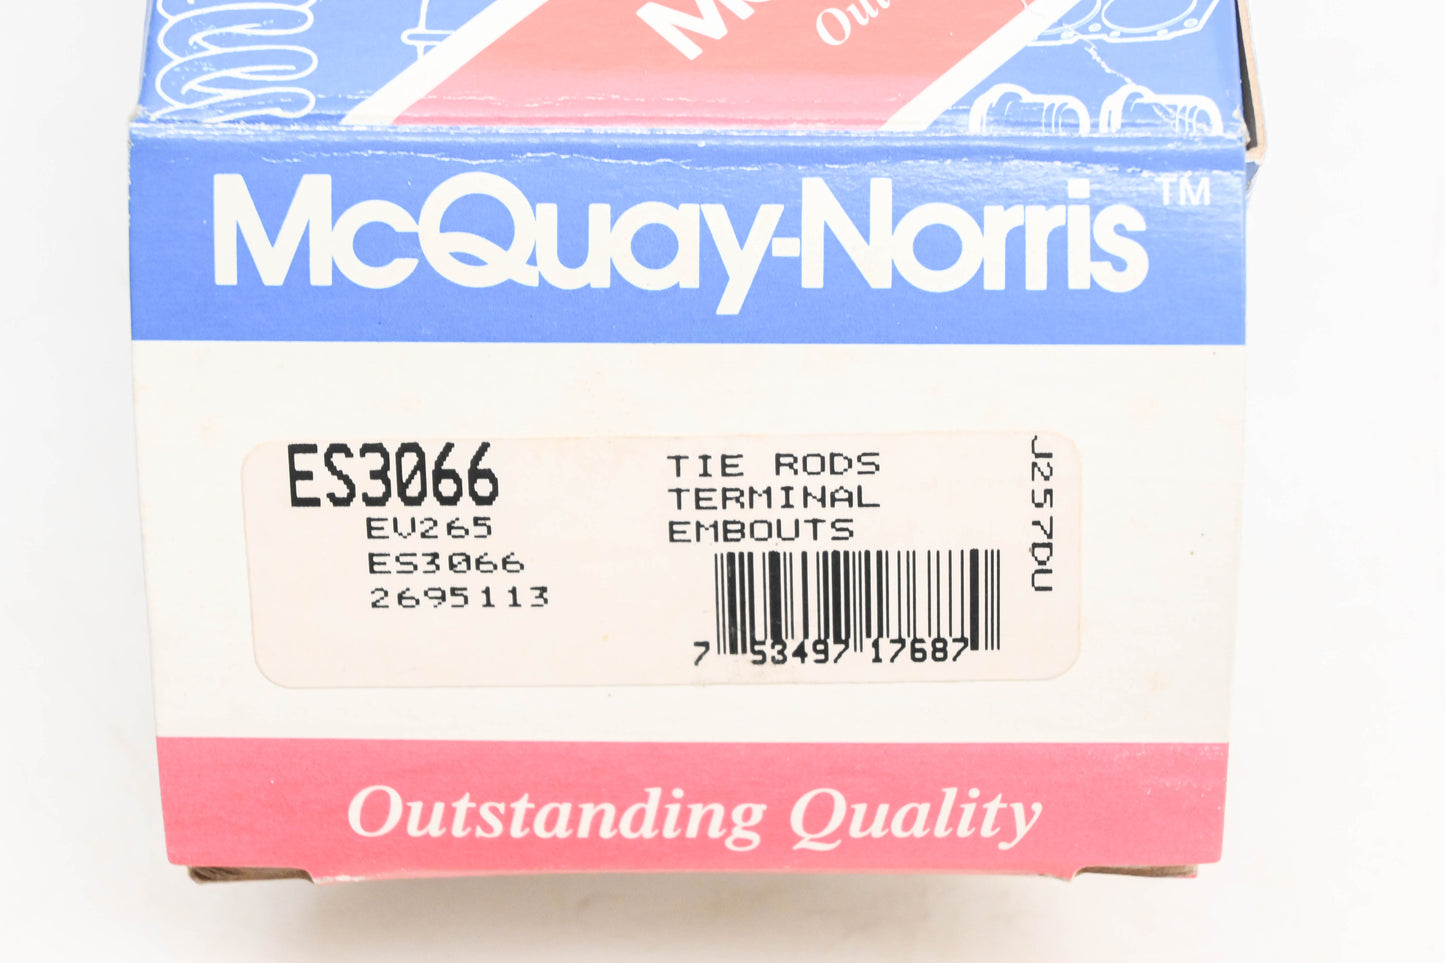 McQuay-Norris™
ES3066
EV265
ES3066
2695113
TIE RODS
TERMINAL
EMBOUTS
J257DU
7 53497 17687
Outstanding Quality